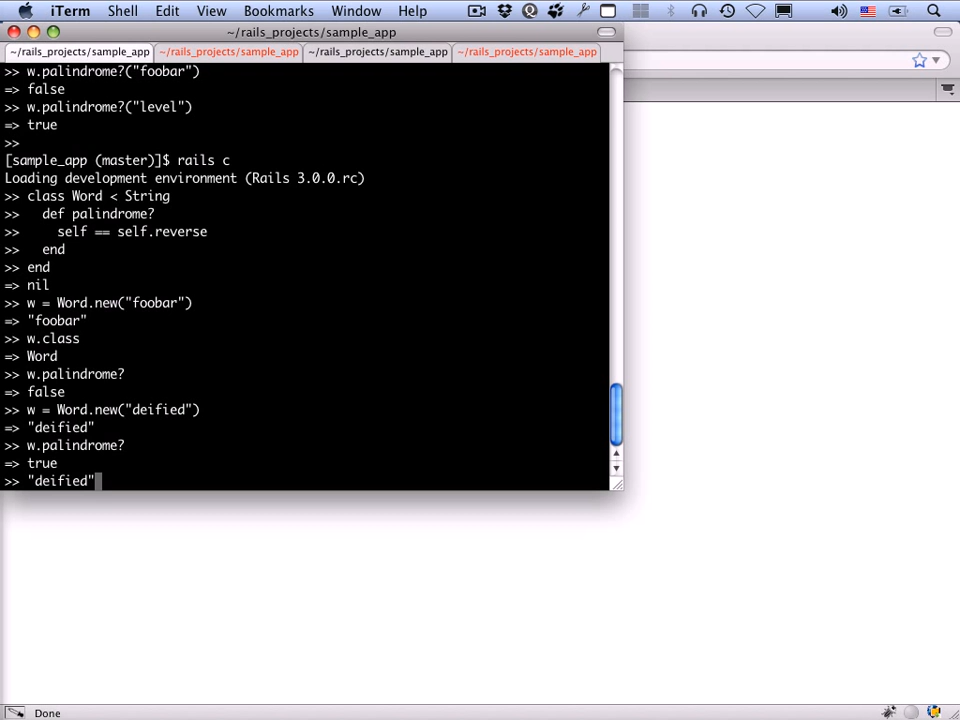 iTerm Shell Edit View Bookmarks Window Help
~/rails_projects/sample_app
~/rails_projects/sample_app ~/rails_projects/sample_app ~/rails_projects/sample_app ~/rails_projects/sample_app
>> w.palindrome?("foobar")
=> false
>> w.palindrome?("level")
=> true
>>
[sample_app (master)]$ rails c
Loading development environment (Rails 3.0.0.rc)
>> class Word < String
>>   def palindrome?
>>     self == self.reverse
>>   end
>> end
=> nil
>> w = Word.new("foobar")
=> "foobar"
>> w.class
=> Word
>> w.palindrome?
=> false
>> w = Word.new("deified")
=> "deified"
>> w.palindrome?
=> true
>> "deified"
Done